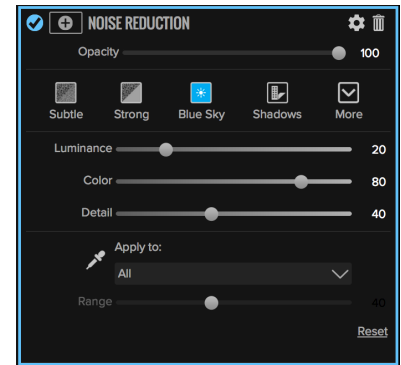 NOISE REDUCTION
Opacity 100
Subtle Strong Blue Sky Shadows More
Luminance 20
Color 80
Detail 40
Apply to:
All
Range 40
Reset